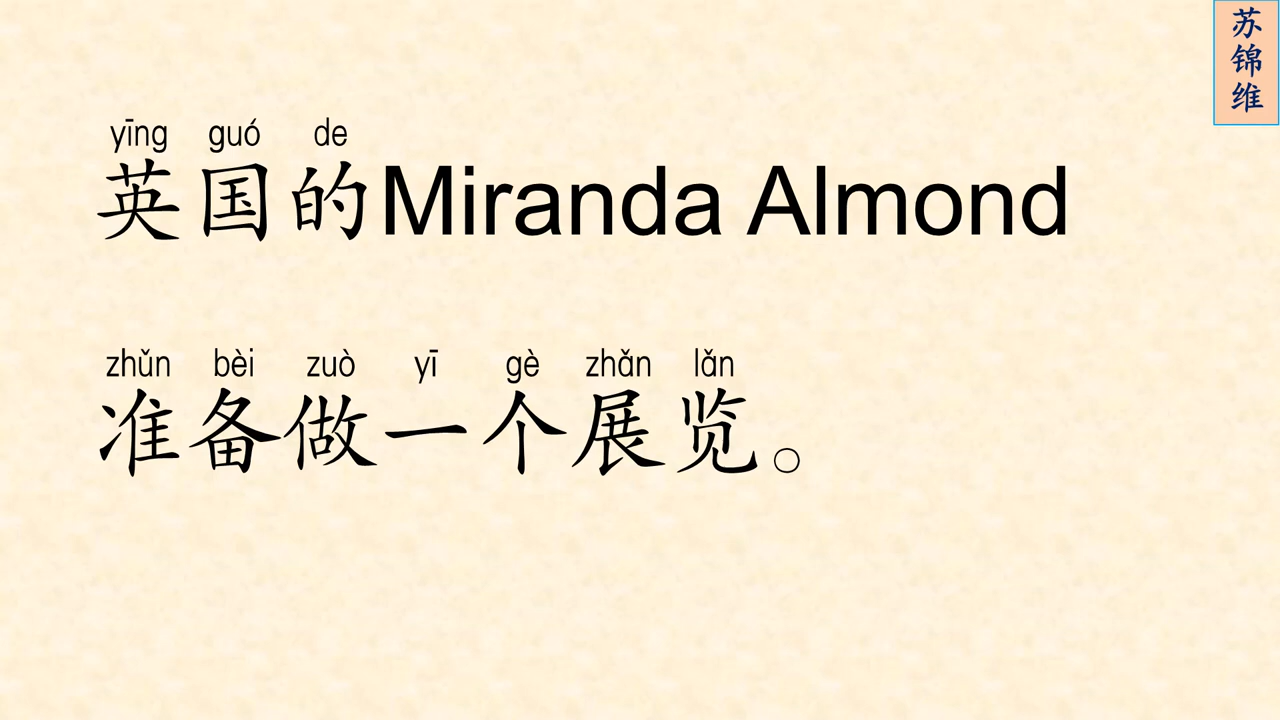 苏锦维
yīng guó de
英国的Miranda Almond
zhǔn bèi zuò yī gè zhǎn lǎn
准备做一个展览。